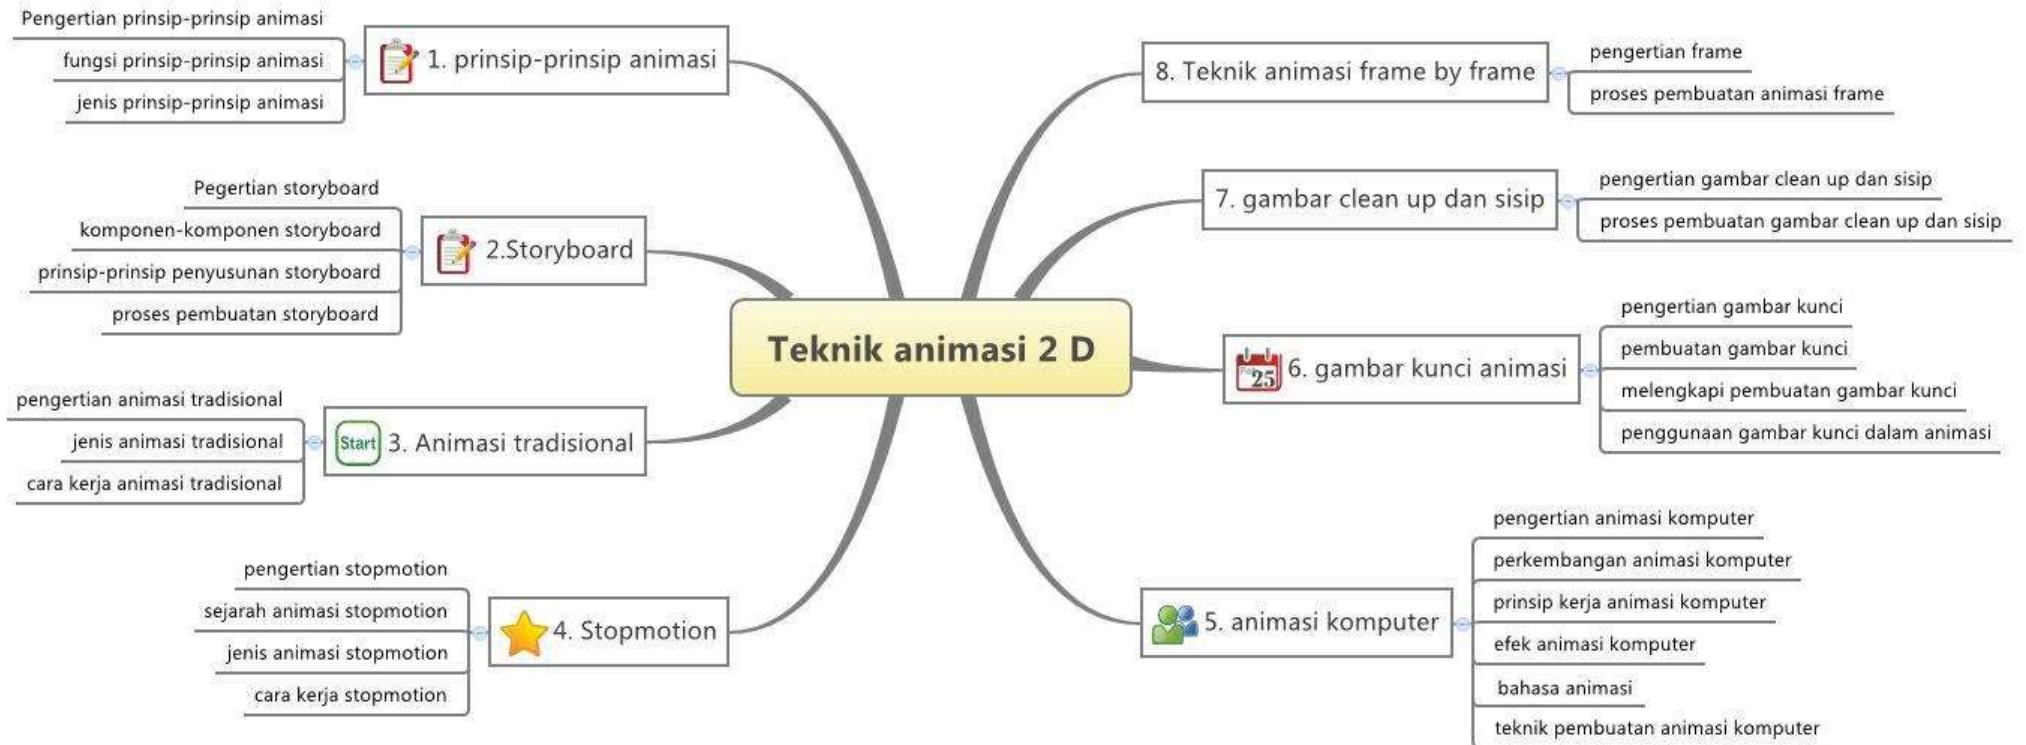 Teknik animasi 2 D
1. prinsip-prinsip animasi
Pengertian prinsip-prinsip animasi
fungsi prinsip-prinsip animasi
jenis prinsip-prinsip animasi
2.Storyboard
Pegertian storyboard
komponen-komponen storyboard
prinsip-prinsip penyusunan storyboard
proses pembuatan storyboard
Start
3. Animasi tradisional
pengertian animasi tradisional
jenis animasi tradisional
cara kerja animasi tradisional
4. Stopmotion
pengertian stopmotion
sejarah animasi stopmotion
jenis animasi stopmotion
cara kerja stopmotion
5. animasi komputer
pengertian animasi komputer
perkembangan animasi komputer
prinsip kerja animasi komputer
efek animasi komputer
bahasa animasi
teknik pembuatan animasi komputer
25
6. gambar kunci animasi
pengertian gambar kunci
pembuatan gambar kunci
melengkapi pembuatan gambar kunci
penggunaan gambar kunci dalam animasi
7. gambar clean up dan sisip
pengertian gambar clean up dan sisip
proses pembuatan gambar clean up dan sisip
8. Teknik animasi frame by frame
pengertian frame
proses pembuatan animasi frame